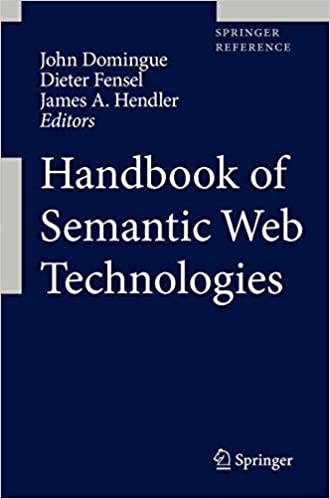 SPRINGER
REFERENCE
John Domingue
Dieter Fensel
James A. Hendler
Editors
Handbook of
Semantic Web
Technologies
Springer